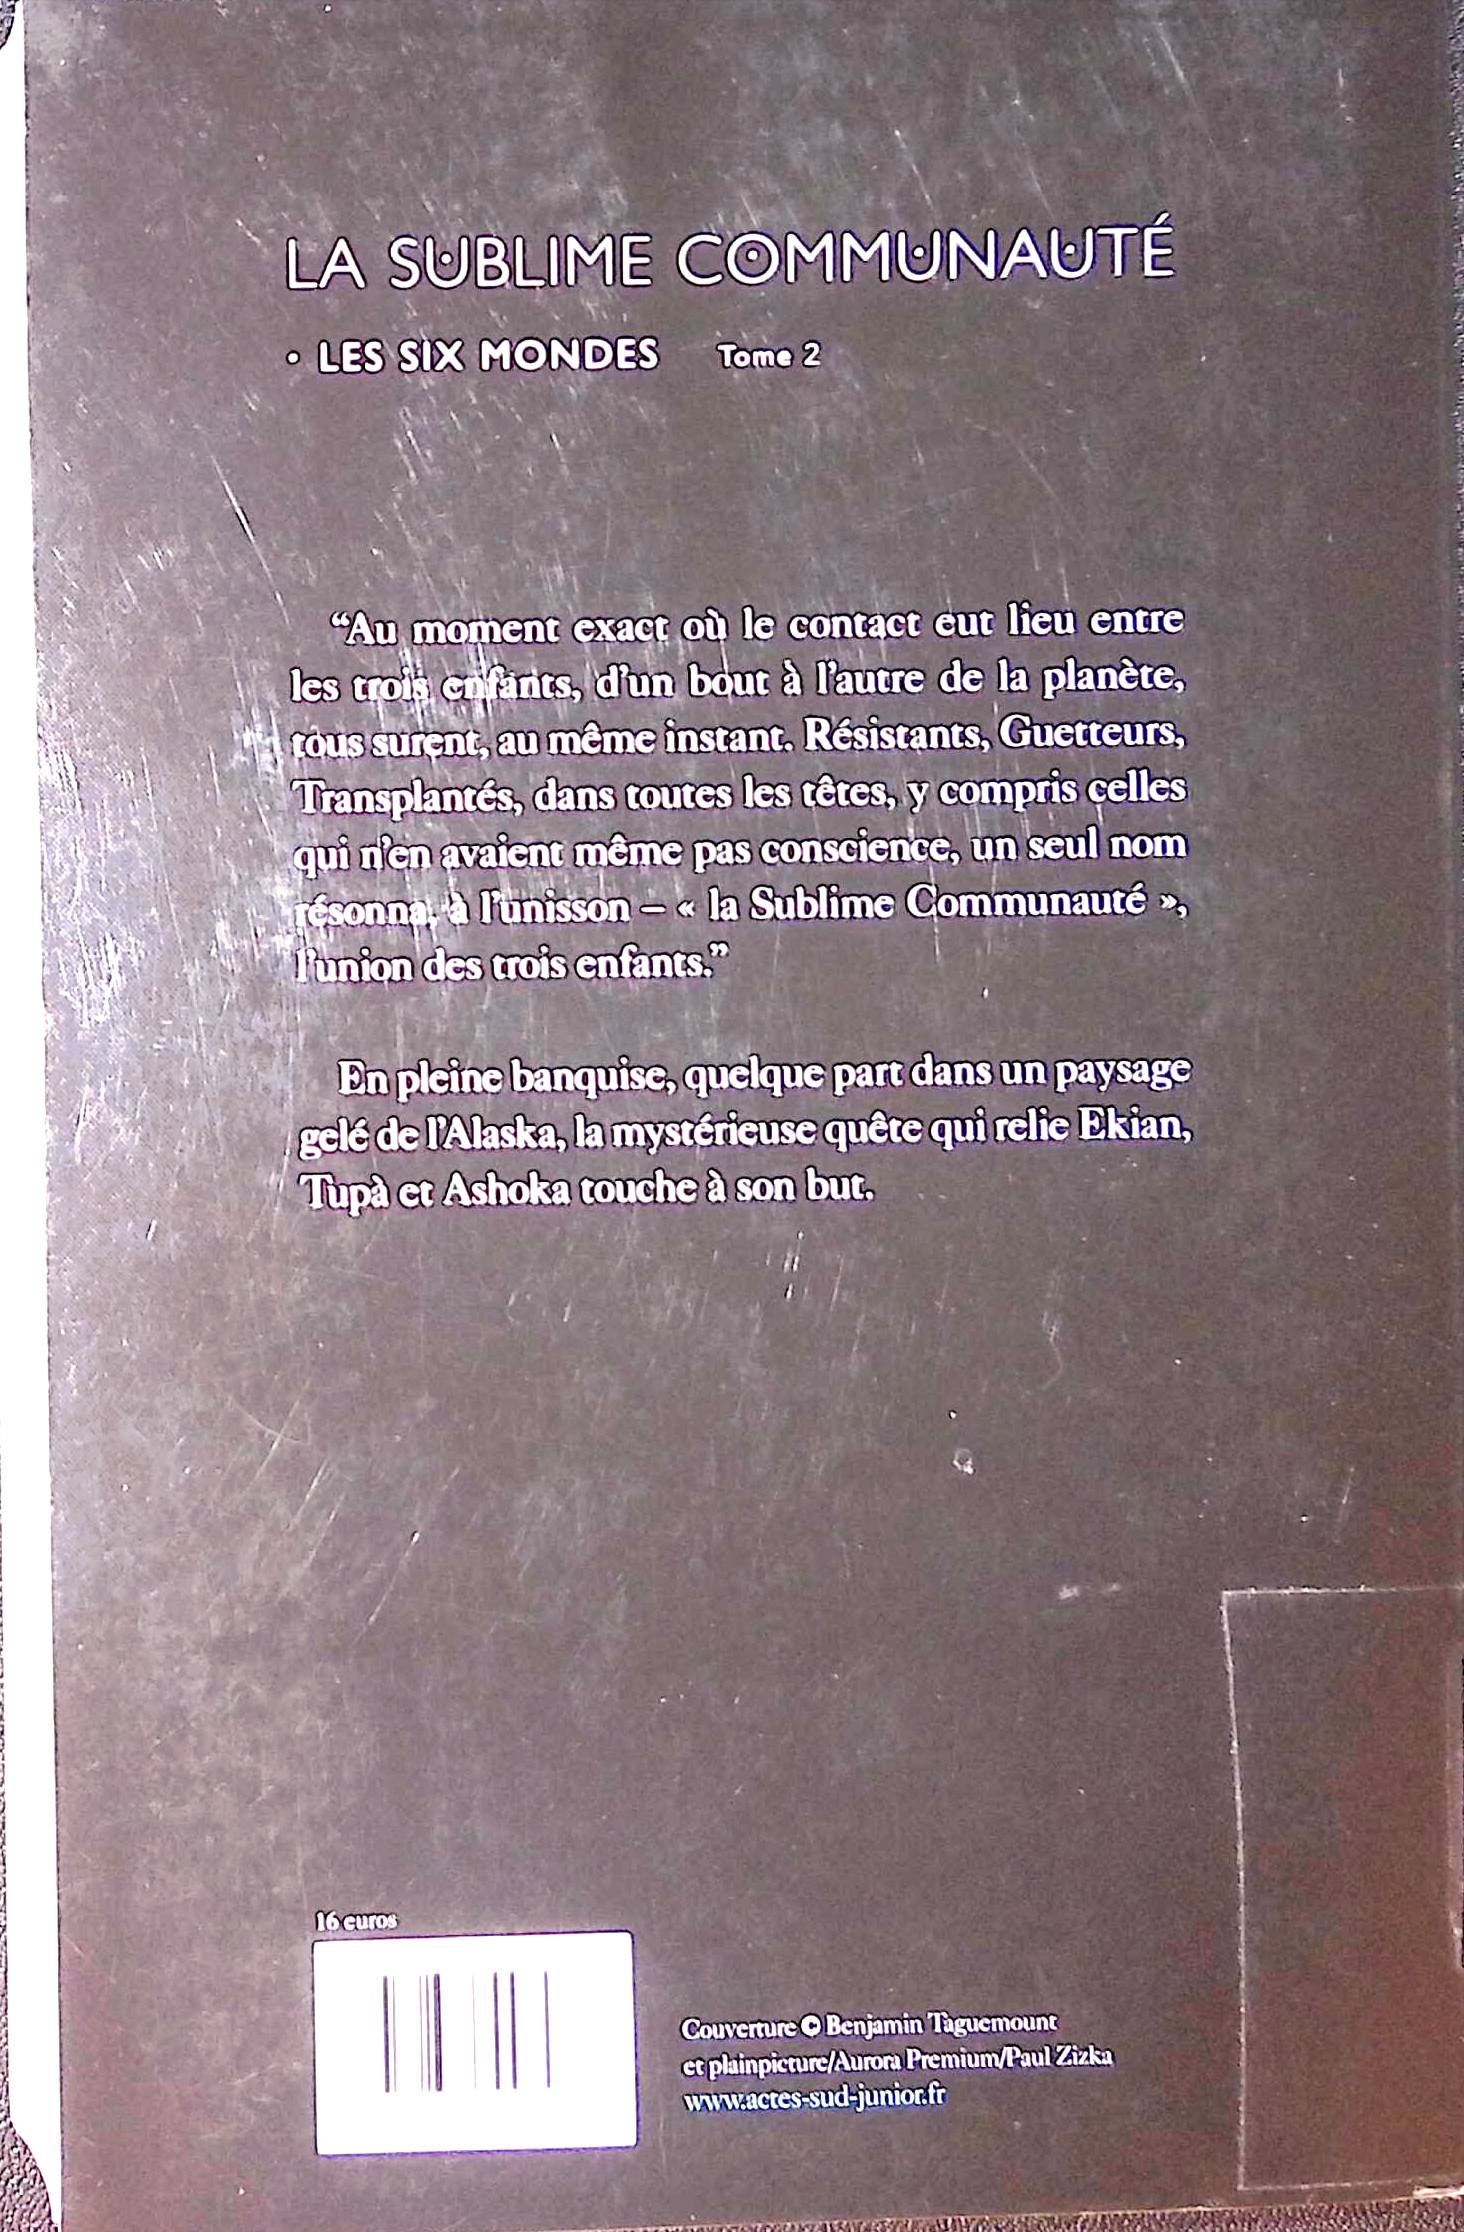 LA SUBLIME COMMUNAUTÉ
• LES SIX MONDES Tome 2
“Au moment exact où le contact eut lieu entre
les trois enfants, d’un bout à l’autre de la planète,
tous surent, au même instant. Résistants, Guetteurs,
Transplantés, dans toutes les têtes, y compris celles
qui n’en avaient même pas conscience, un seul nom
résonna, à l’unisson – « la Sublime Communauté »,
l’union des trois enfants.”
En pleine banquise, quelque part dans un paysage
gelé de l’Alaska, la mystérieuse quête qui relie Ekian,
Tupà et Ashoka touche à son but.
16 euros
Couverture © Benjamin Taguemount
et plainpicture/Aurora Premium/Paul Zizka
www.actes-sud-junior.fr